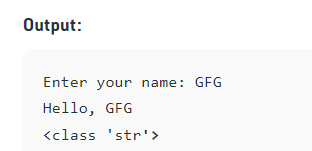 Output:
Enter your name: GFG
Hello, GFG
<class 'str'>